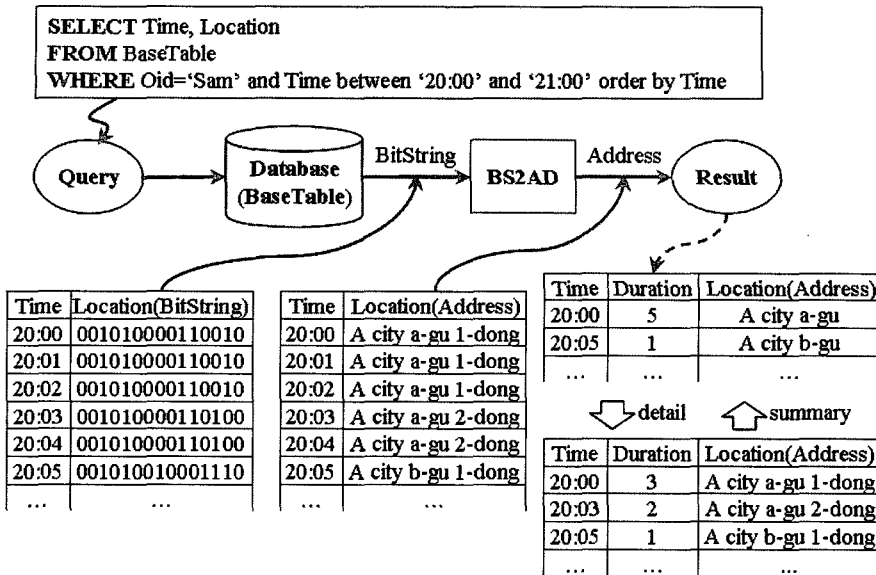 SELECT Time, Location
FROM BaseTable
WHERE Oid=‘Sam’ and Time between ‘20:00’ and ‘21:00’ order by Time
Query
Database
(BaseTable)
BitString
BS2AD
Address
Result
Time Location(BitString)
20:00 001010000110010
20:01 001010000110010
20:02 001010000110010
20:03 001010000110100
20:04 001010000110100
20:05 001010010001110
... ...
Time Location(Address)
20:00 A city a-gu 1-dong
20:01 A city a-gu 1-dong
20:02 A city a-gu 1-dong
20:03 A city a-gu 2-dong
20:04 A city a-gu 2-dong
20:05 A city b-gu 1-dong
... ...
Time Duration Location(Address)
20:00 5 A city a-gu
20:05 1 A city b-gu
... ... ...
detail summary
Time Duration Location(Address)
20:00 3 A city a-gu 1-dong
20:03 2 A city a-gu 2-dong
20:05 1 A city b-gu 1-dong
... ... ...